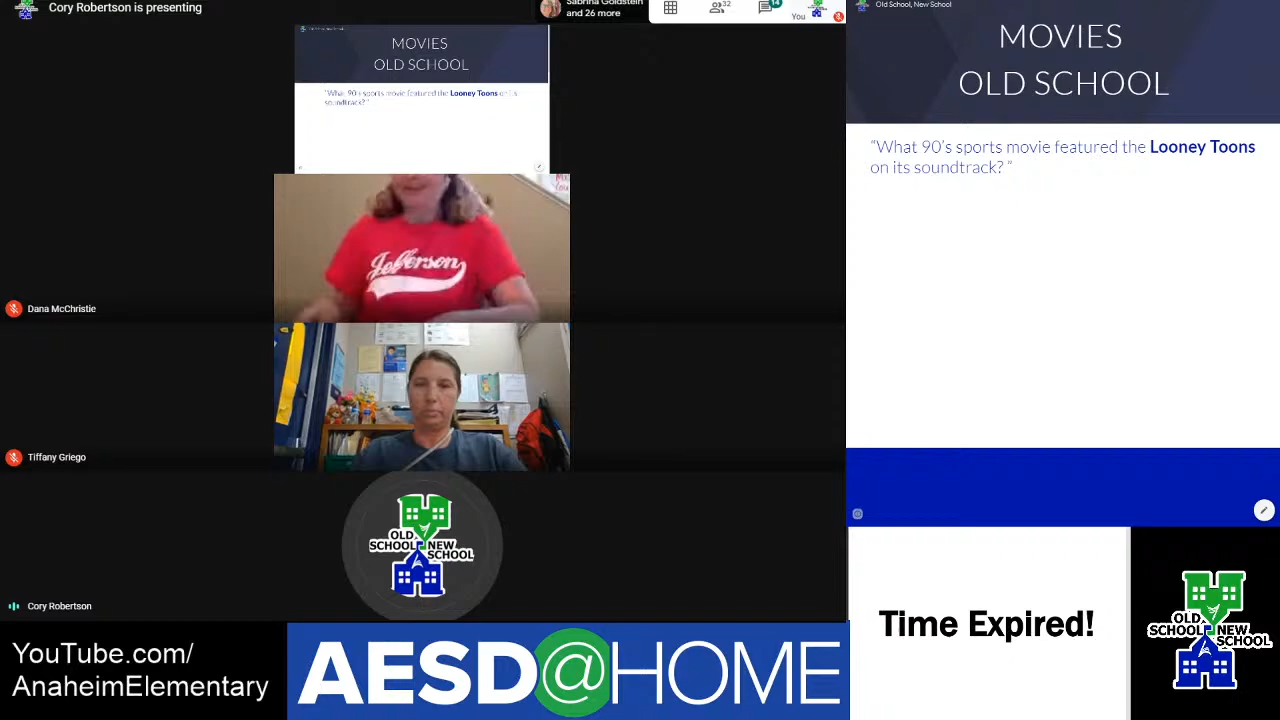 Cory Robertson is presenting
Sabrina Goldstein
and 26 more
32
14
You
MOVIES
OLD SCHOOL
"What 90's sports movie featured the Looney Toons on its
soundtrack? "
You
Jefferson
Dana McChristie
Tiffany Griego
OLD
SCHOOL NEW
SCHOOL
Cory Robertson
YouTube.com/
AnaheimElementary
AESD@HOME
Old School, New School
MOVIES
OLD SCHOOL
“What 90’s sports movie featured the Looney Toons
on its soundtrack? ”
Time Expired!
OLD
SCHOOL NEW
SCHOOL